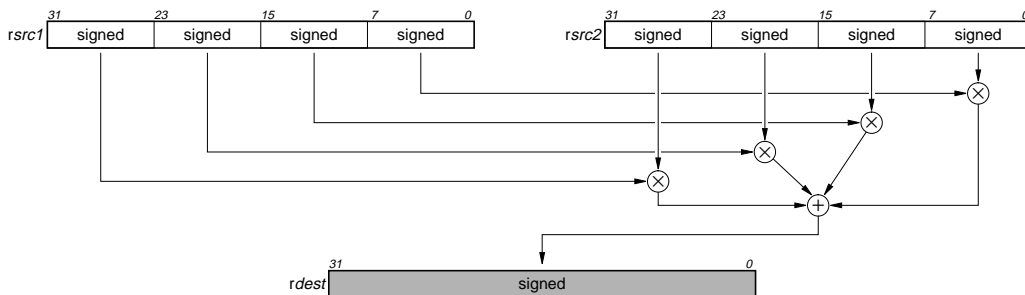 31 23 15 7 0 31 23 15 7 0
rsrc1 signed signed signed signed rsrc2 signed signed signed signed
×
×
×
×
+
31 0
rdest signed